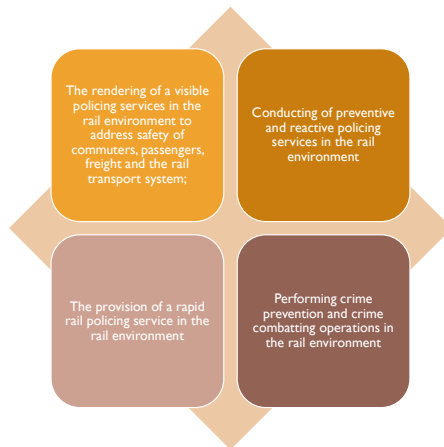 The rendering of a visible
policing services in the
rail environment to
address safety of
commuters, passengers,
freight and the rail
transport system;
Conducting of preventive
and reactive policing
services in the rail
environment
The provision of a rapid
rail policing service in the
rail environment
Performing crime
prevention and crime
combatting operations in
the rail environment